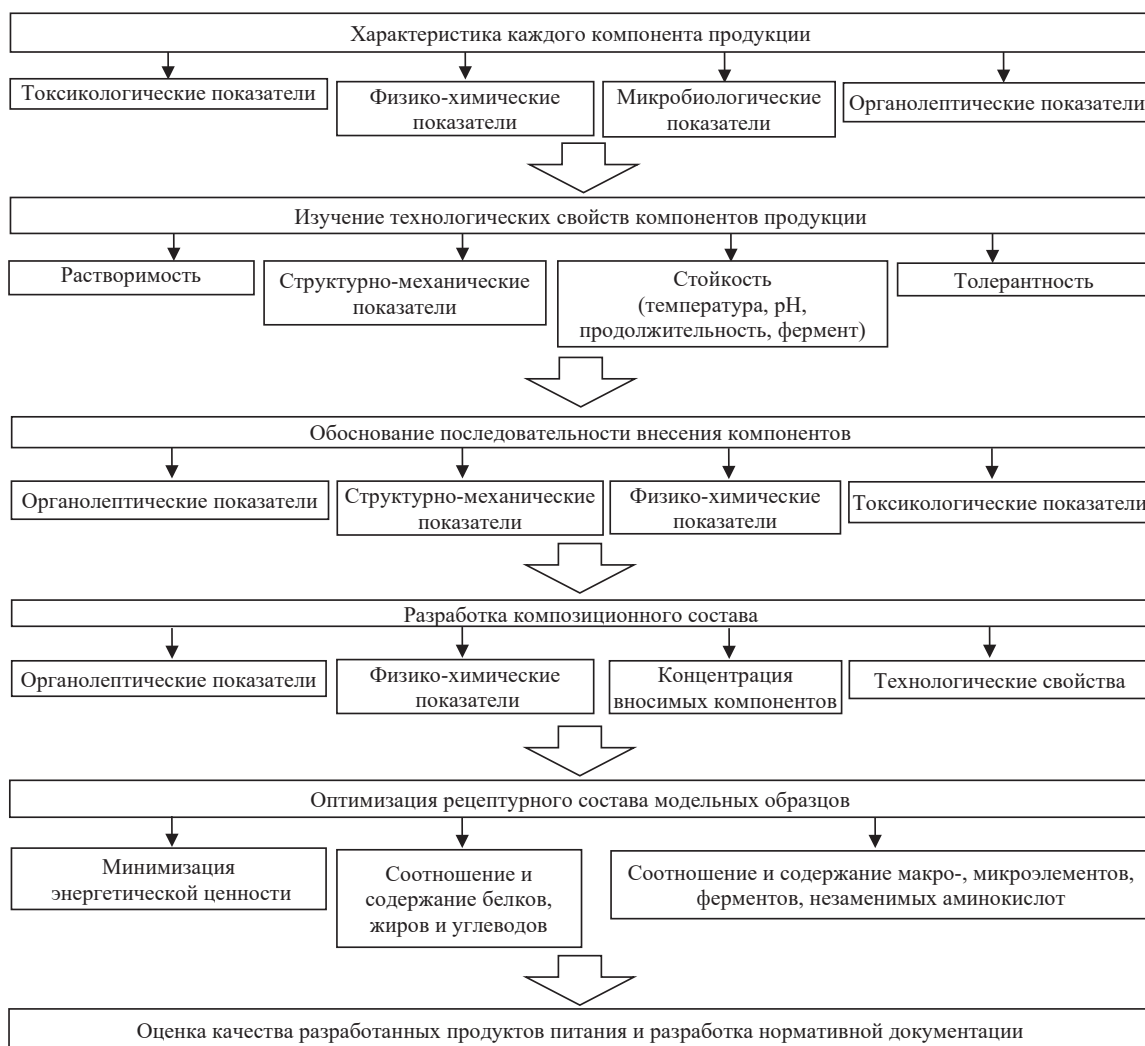 Характеристика каждого компонента продукции
Токсикологические показатели
Физико-химические
показатели
Микробиологические
показатели
Органолептические показатели
Изучение технологических свойств компонентов продукции
Растворимость
Структурно-механические
показатели
Стойкость
(температура, pH,
продолжительность, фермент)
Толерантность
Обоснование последовательности внесения компонентов
Органолептические показатели
Структурно-механические
показатели
Физико-химические
показатели
Токсикологические показатели
Разработка композиционного состава
Органолептические показатели
Физико-химические
показатели
Концентрация
вносимых компонентов
Технологические свойства
Оптимизация рецептурного состава модельных образцов
Минимизация
энергетической ценности
Соотношение и
содержание белков,
жиров и углеводов
Соотношение и содержание макро-, микроэлементов,
ферментов, незаменимых аминокислот
Оценка качества разработанных продуктов питания и разработка нормативной документации